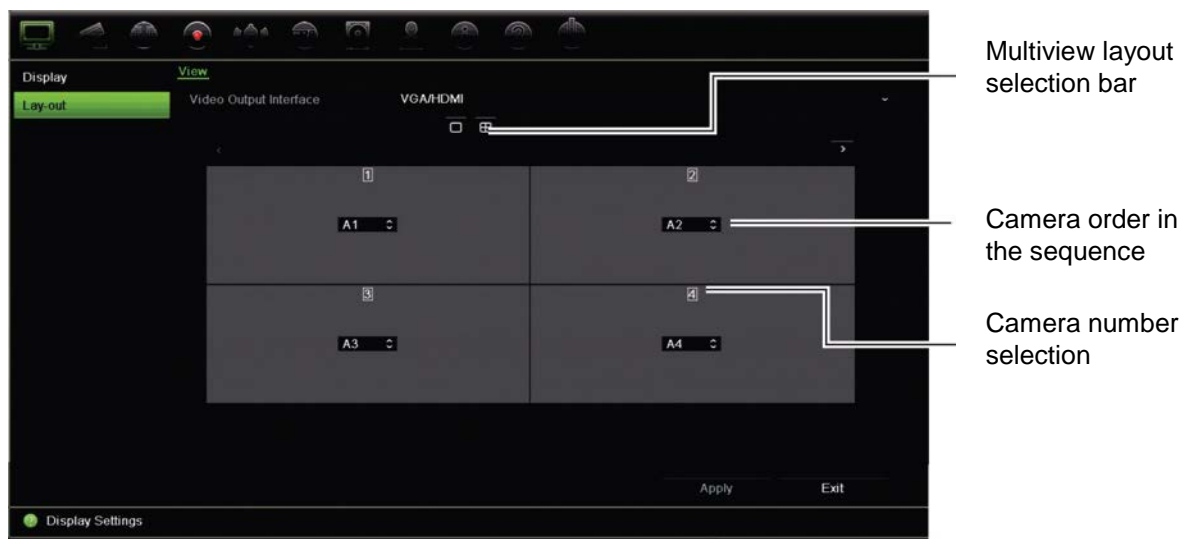 Display
View
Lay-out
Video Output Interface
VGA/HDMI
1
2
A1
A2
3
4
A3
A4
Apply
Exit
Display Settings
Multiview layout
selection bar
Camera order in
the sequence
Camera number
selection